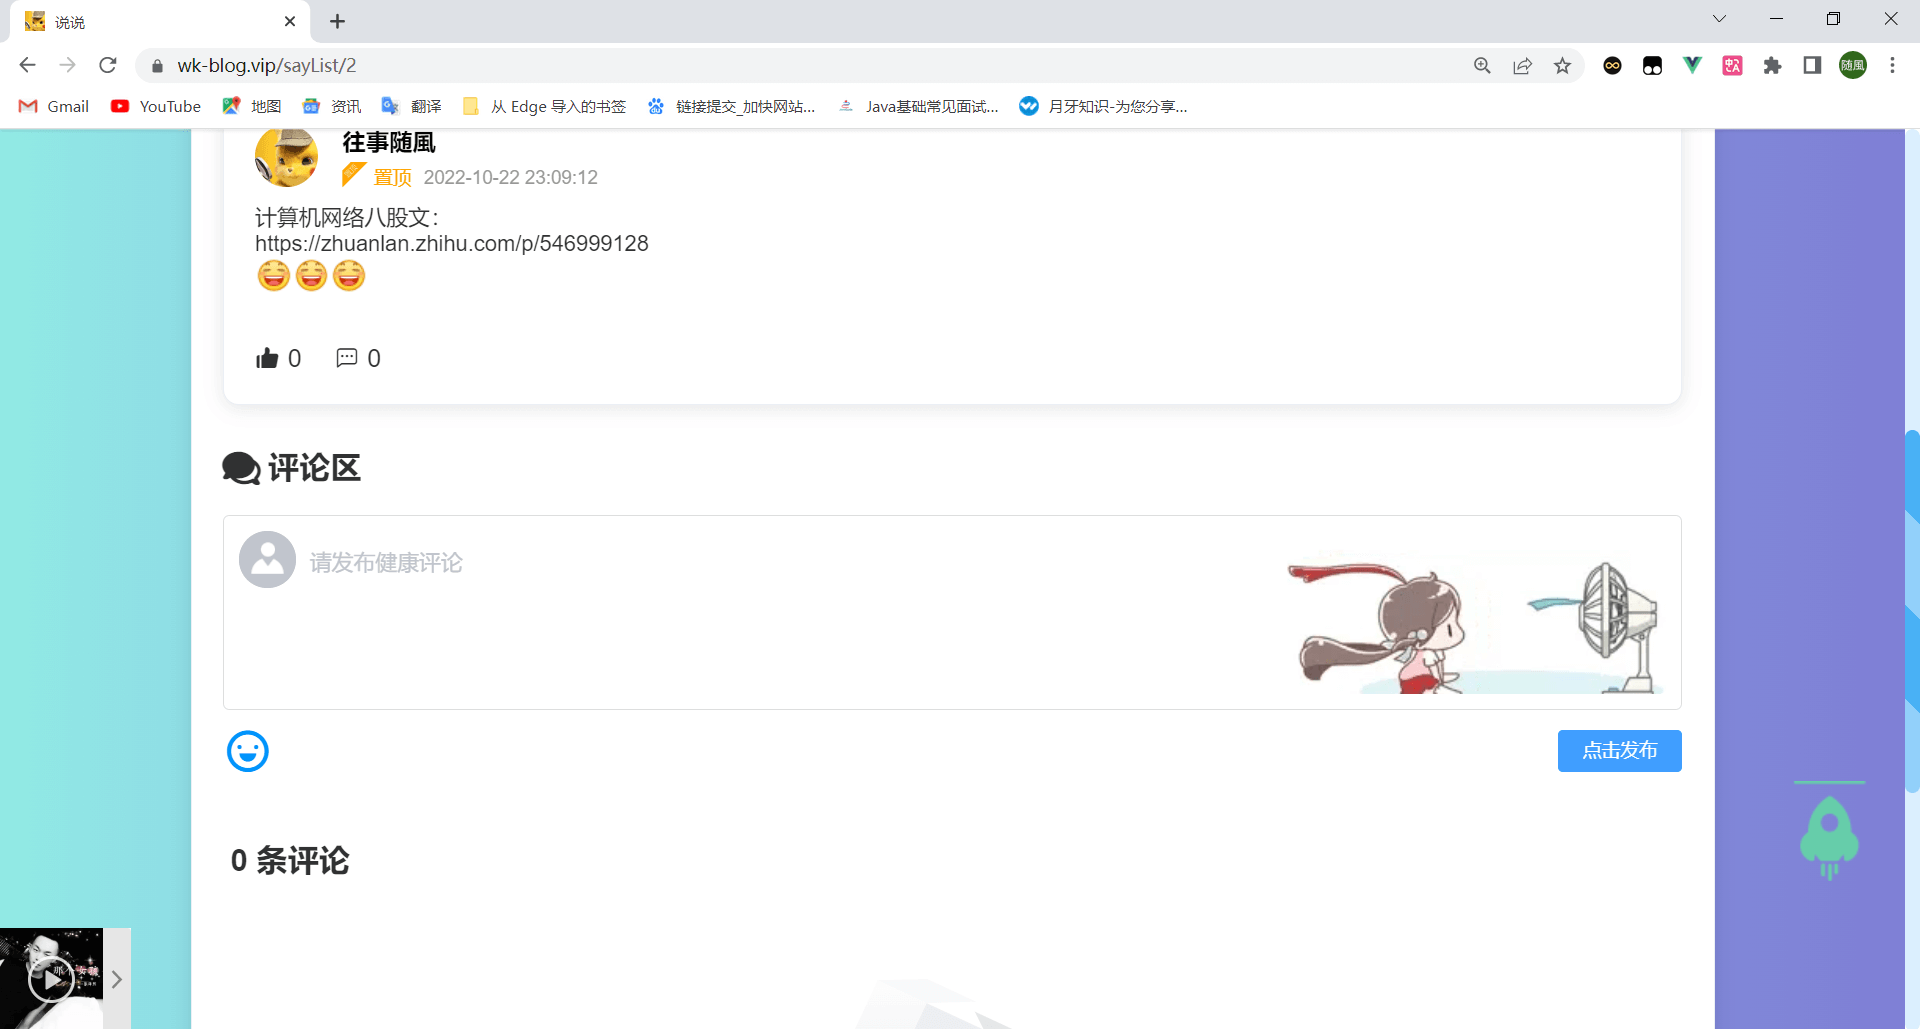 说说
wk-blog.vip/sayList/2
随風
Gmail
YouTube
地图
资讯
翻译
从 Edge 导入的书签
链接提交_加快网站...
Java基础常见面试...
月牙知识-为您分享...
往事随風
置顶 2022-10-22 23:09:12
计算机网络八股文：
https://zhuanlan.zhihu.com/p/546999128
0 0
评论区
请发布健康评论
点击发布
0 条评论